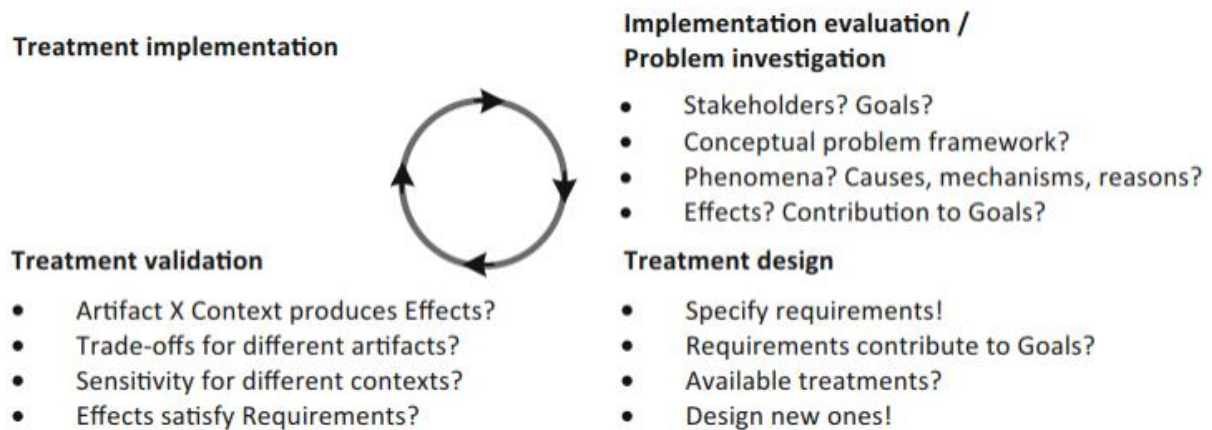 Treatment implementation
Implementation evaluation /
Problem investigation
• Stakeholders? Goals?
• Conceptual problem framework?
• Phenomena? Causes, mechanisms, reasons?
• Effects? Contribution to Goals?
Treatment validation
• Artifact X Context produces Effects?
• Trade-offs for different artifacts?
• Sensitivity for different contexts?
• Effects satisfy Requirements?
Treatment design
• Specify requirements!
• Requirements contribute to Goals?
• Available treatments?
• Design new ones!